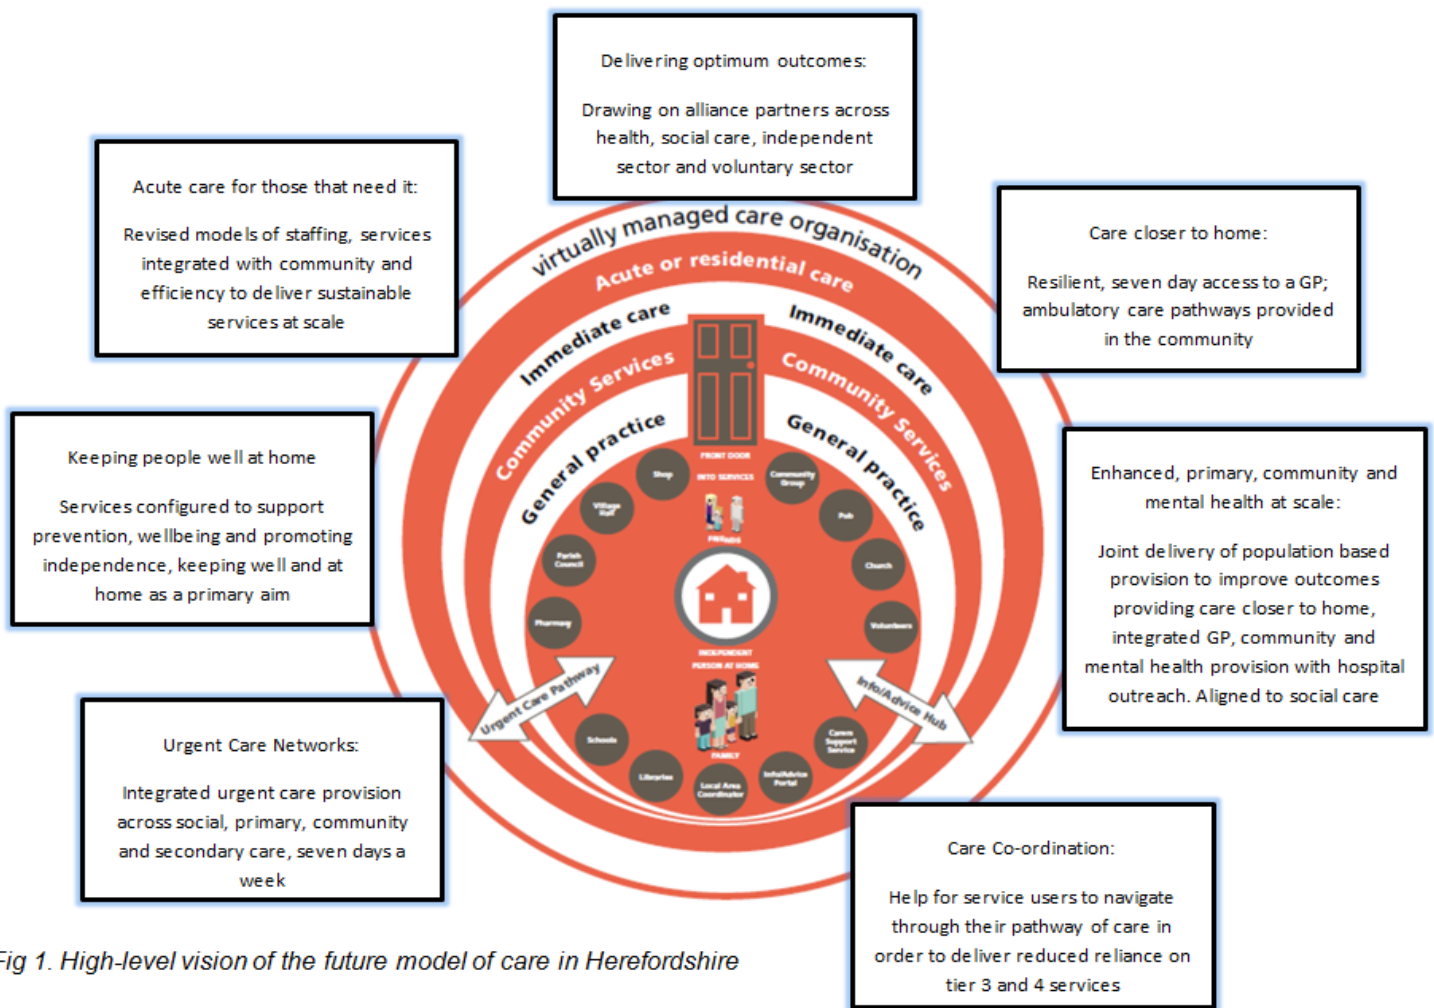 Delivering optimum outcomes:
Drawing on alliance partners across
health, social care, independent
sector and voluntary sector
Acute care for those that need it:
Revised models of staffing, services
integrated with community and
efficiency to deliver sustainable
services at scale
Care closer to home:
Resilient, seven day access to a GP;
ambulatory care pathways provided
in the community
Keeping people well at home
Services configured to support
prevention, wellbeing and promoting
independence, keeping well and at
home as a primary aim
Enhanced, primary, community and
mental health at scale:
Joint delivery of population based
provision to improve outcomes
providing care closer to home,
integrated GP, community and
mental health provision with hospital
outreach. Aligned to social care
Urgent Care Networks:
Integrated urgent care provision
across social, primary, community
and secondary care, seven days a
week
Care Co-ordination:
Help for service users to navigate
through their pathway of care in
order to deliver reduced reliance on
tier 3 and 4 services
virtually managed care organisation
Acute or residential care
Immediate care
Immediate care
Community Services
Community Services
General practice
General practice
FRONT DOOR
INTO SERVICES
FRIENDS
Shop
Community
Group
Village
Hall
Pub
Parish
Council
Church
Pharmacy
Volunteers
INDEPENDENT
PERSON AT HOME
Urgent Care Pathway
Info/Advice Hub
FAMILY
Schools
Carers
Support
Service
Libraries
Info/Advice
Portal
Local Area
Coordinator
Fig 1. High-level vision of the future model of care in Herefordshire